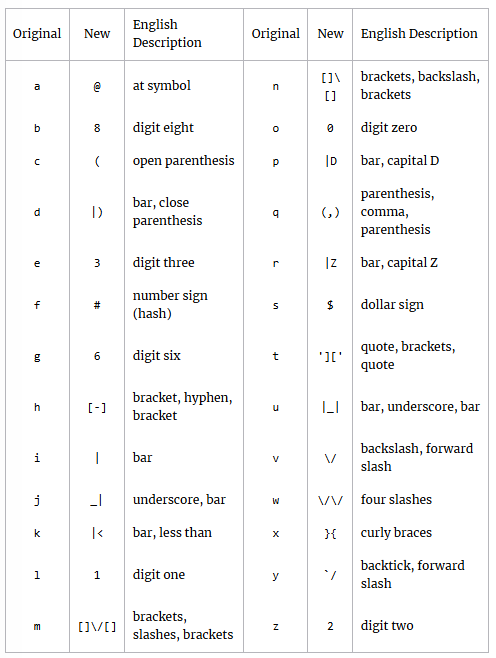 Original New English Description Original New English Description
a @ at symbol n []\[] brackets, backslash, brackets
b 8 digit eight o 0 digit zero
c ( open parenthesis p |D bar, capital D
d |) bar, close parenthesis q (,) parenthesis, comma, parenthesis
e 3 digit three r |Z bar, capital Z
f # number sign (hash) s $ dollar sign
g 6 digit six t '][' quote, brackets, quote
h [-] bracket, hyphen, bracket u |_| bar, underscore, bar
i | bar v \/ backslash, forward slash
j _| underscore, bar w \/\/ four slashes
k |< bar, less than x }{ curly braces
l 1 digit one y `/ backtick, forward slash
m []\/[] brackets, slashes, brackets z 2 digit two